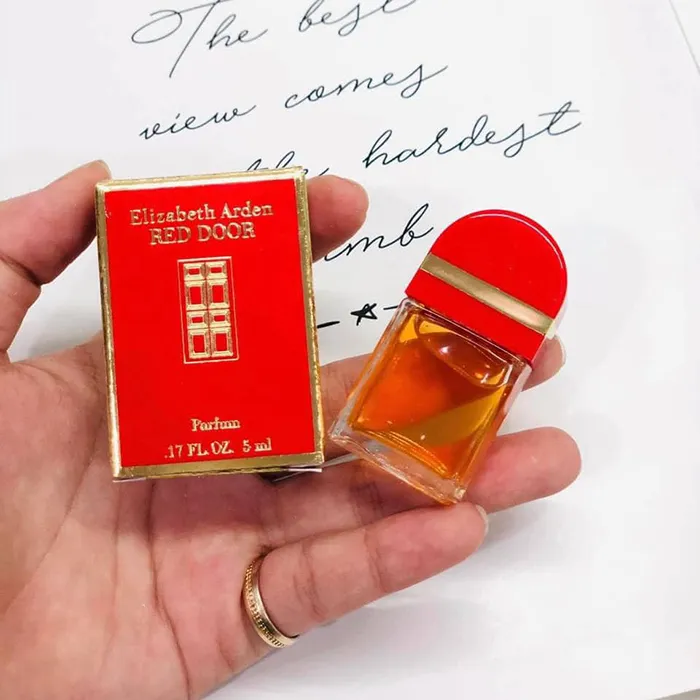 The best
view comes
hardest
Elizabeth Arden
RED DOOR
Parfum
.17 FL. OZ. 5 ml